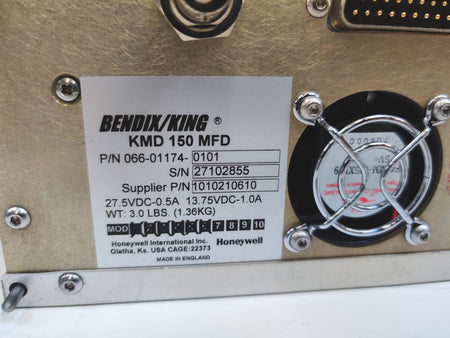 BENDIX/KING ®
KMD 150 MFD
P/N 066-01174-0101
S/N 27102855
Supplier P/N 1010210610
27.5VDC-0.5A 13.75VDC-1.0A
WT: 3.0 LBS. (1.36KG)
MOD 7 8 9 10
Honeywell International Inc. Honeywell
Olatha, Ks. USA CAGE:22373
MADE IN ENGLAND